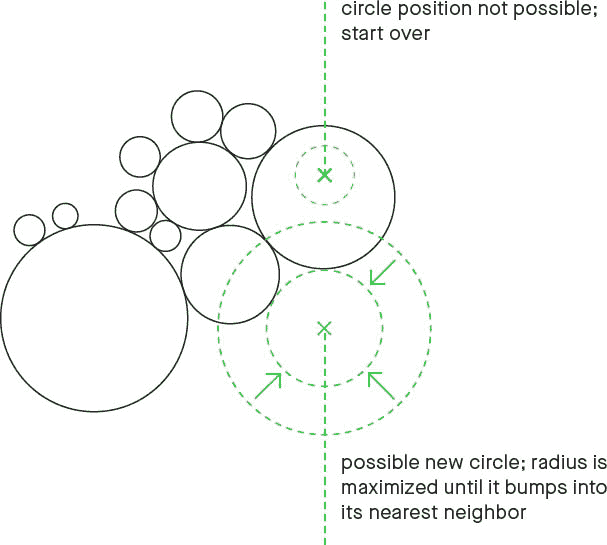 circle position not possible;
start over
possible new circle; radius is
maximized until it bumps into
its nearest neighbor